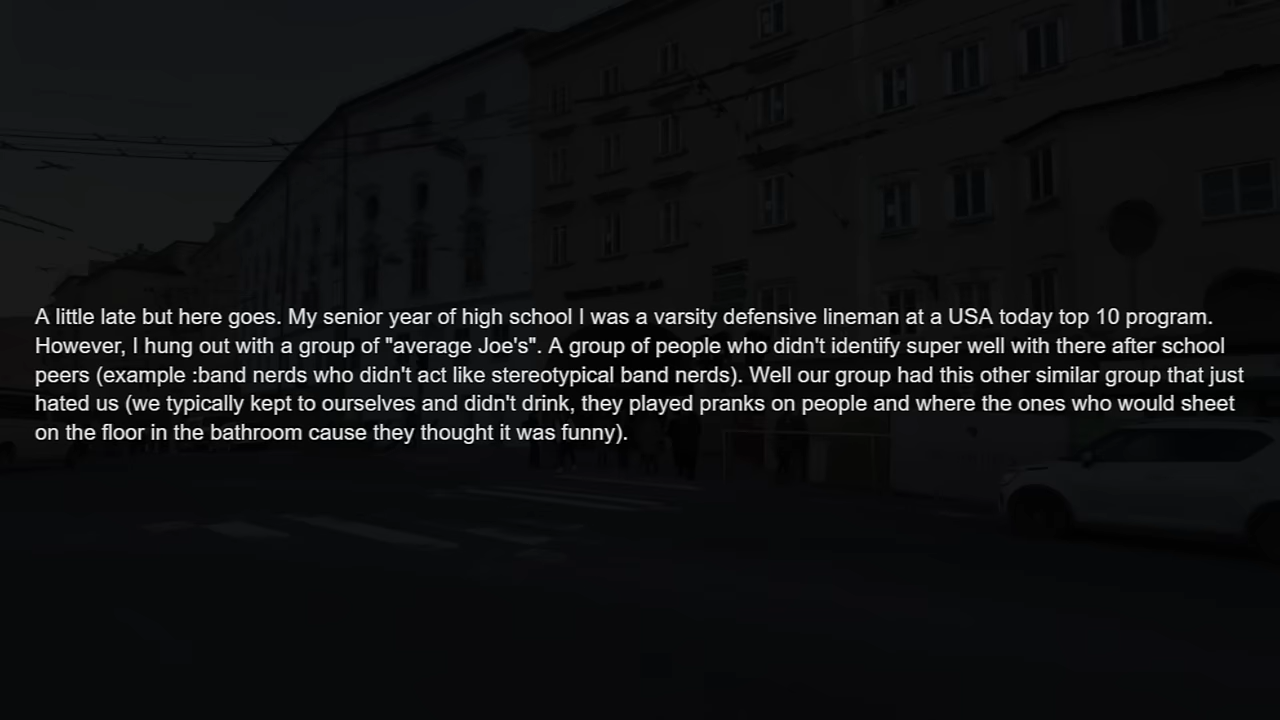 A little late but here goes. My senior year of high school I was a varsity defensive lineman at a USA today top 10 program.
However, I hung out with a group of "average Joe's". A group of people who didn't identify super well with there after school
peers (example :band nerds who didn't act like stereotypical band nerds). Well our group had this other similar group that just
hated us (we typically kept to ourselves and didn't drink, they played pranks on people and where the ones who would sheet
on the floor in the bathroom cause they thought it was funny).